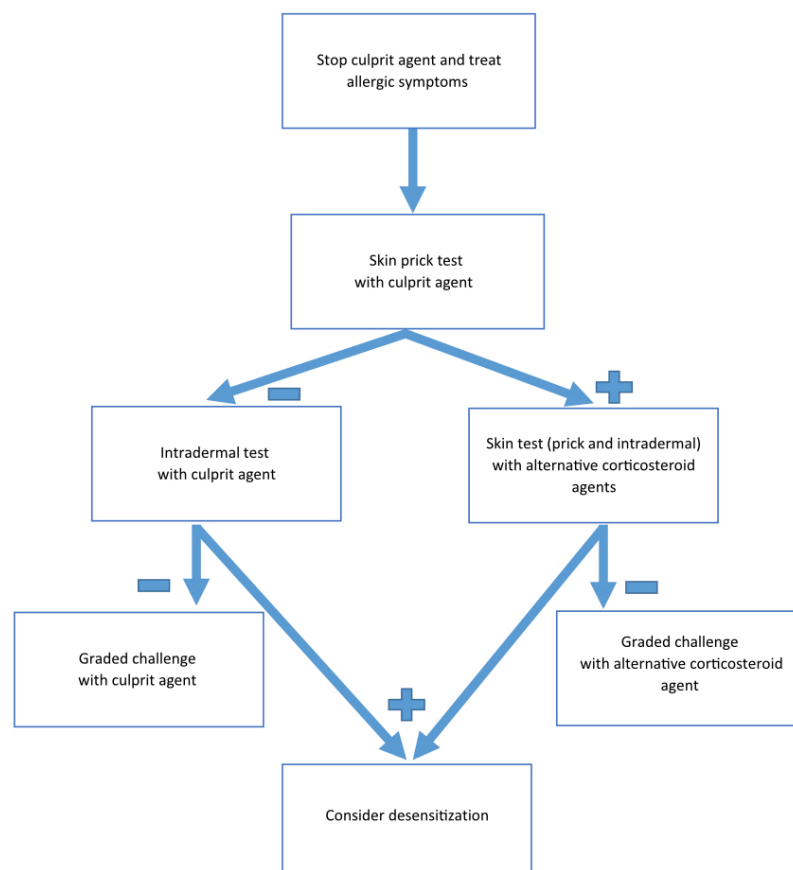 Stop culprit agent and treat
allergic symptoms
Skin prick test
with culprit agent
Intradermal test
with culprit agent
Skin test (prick and intradermal)
with alternative corticosteroid
agents
Graded challenge
with culprit agent
Graded challenge
with alternative corticosteroid
agent
Consider desensitization